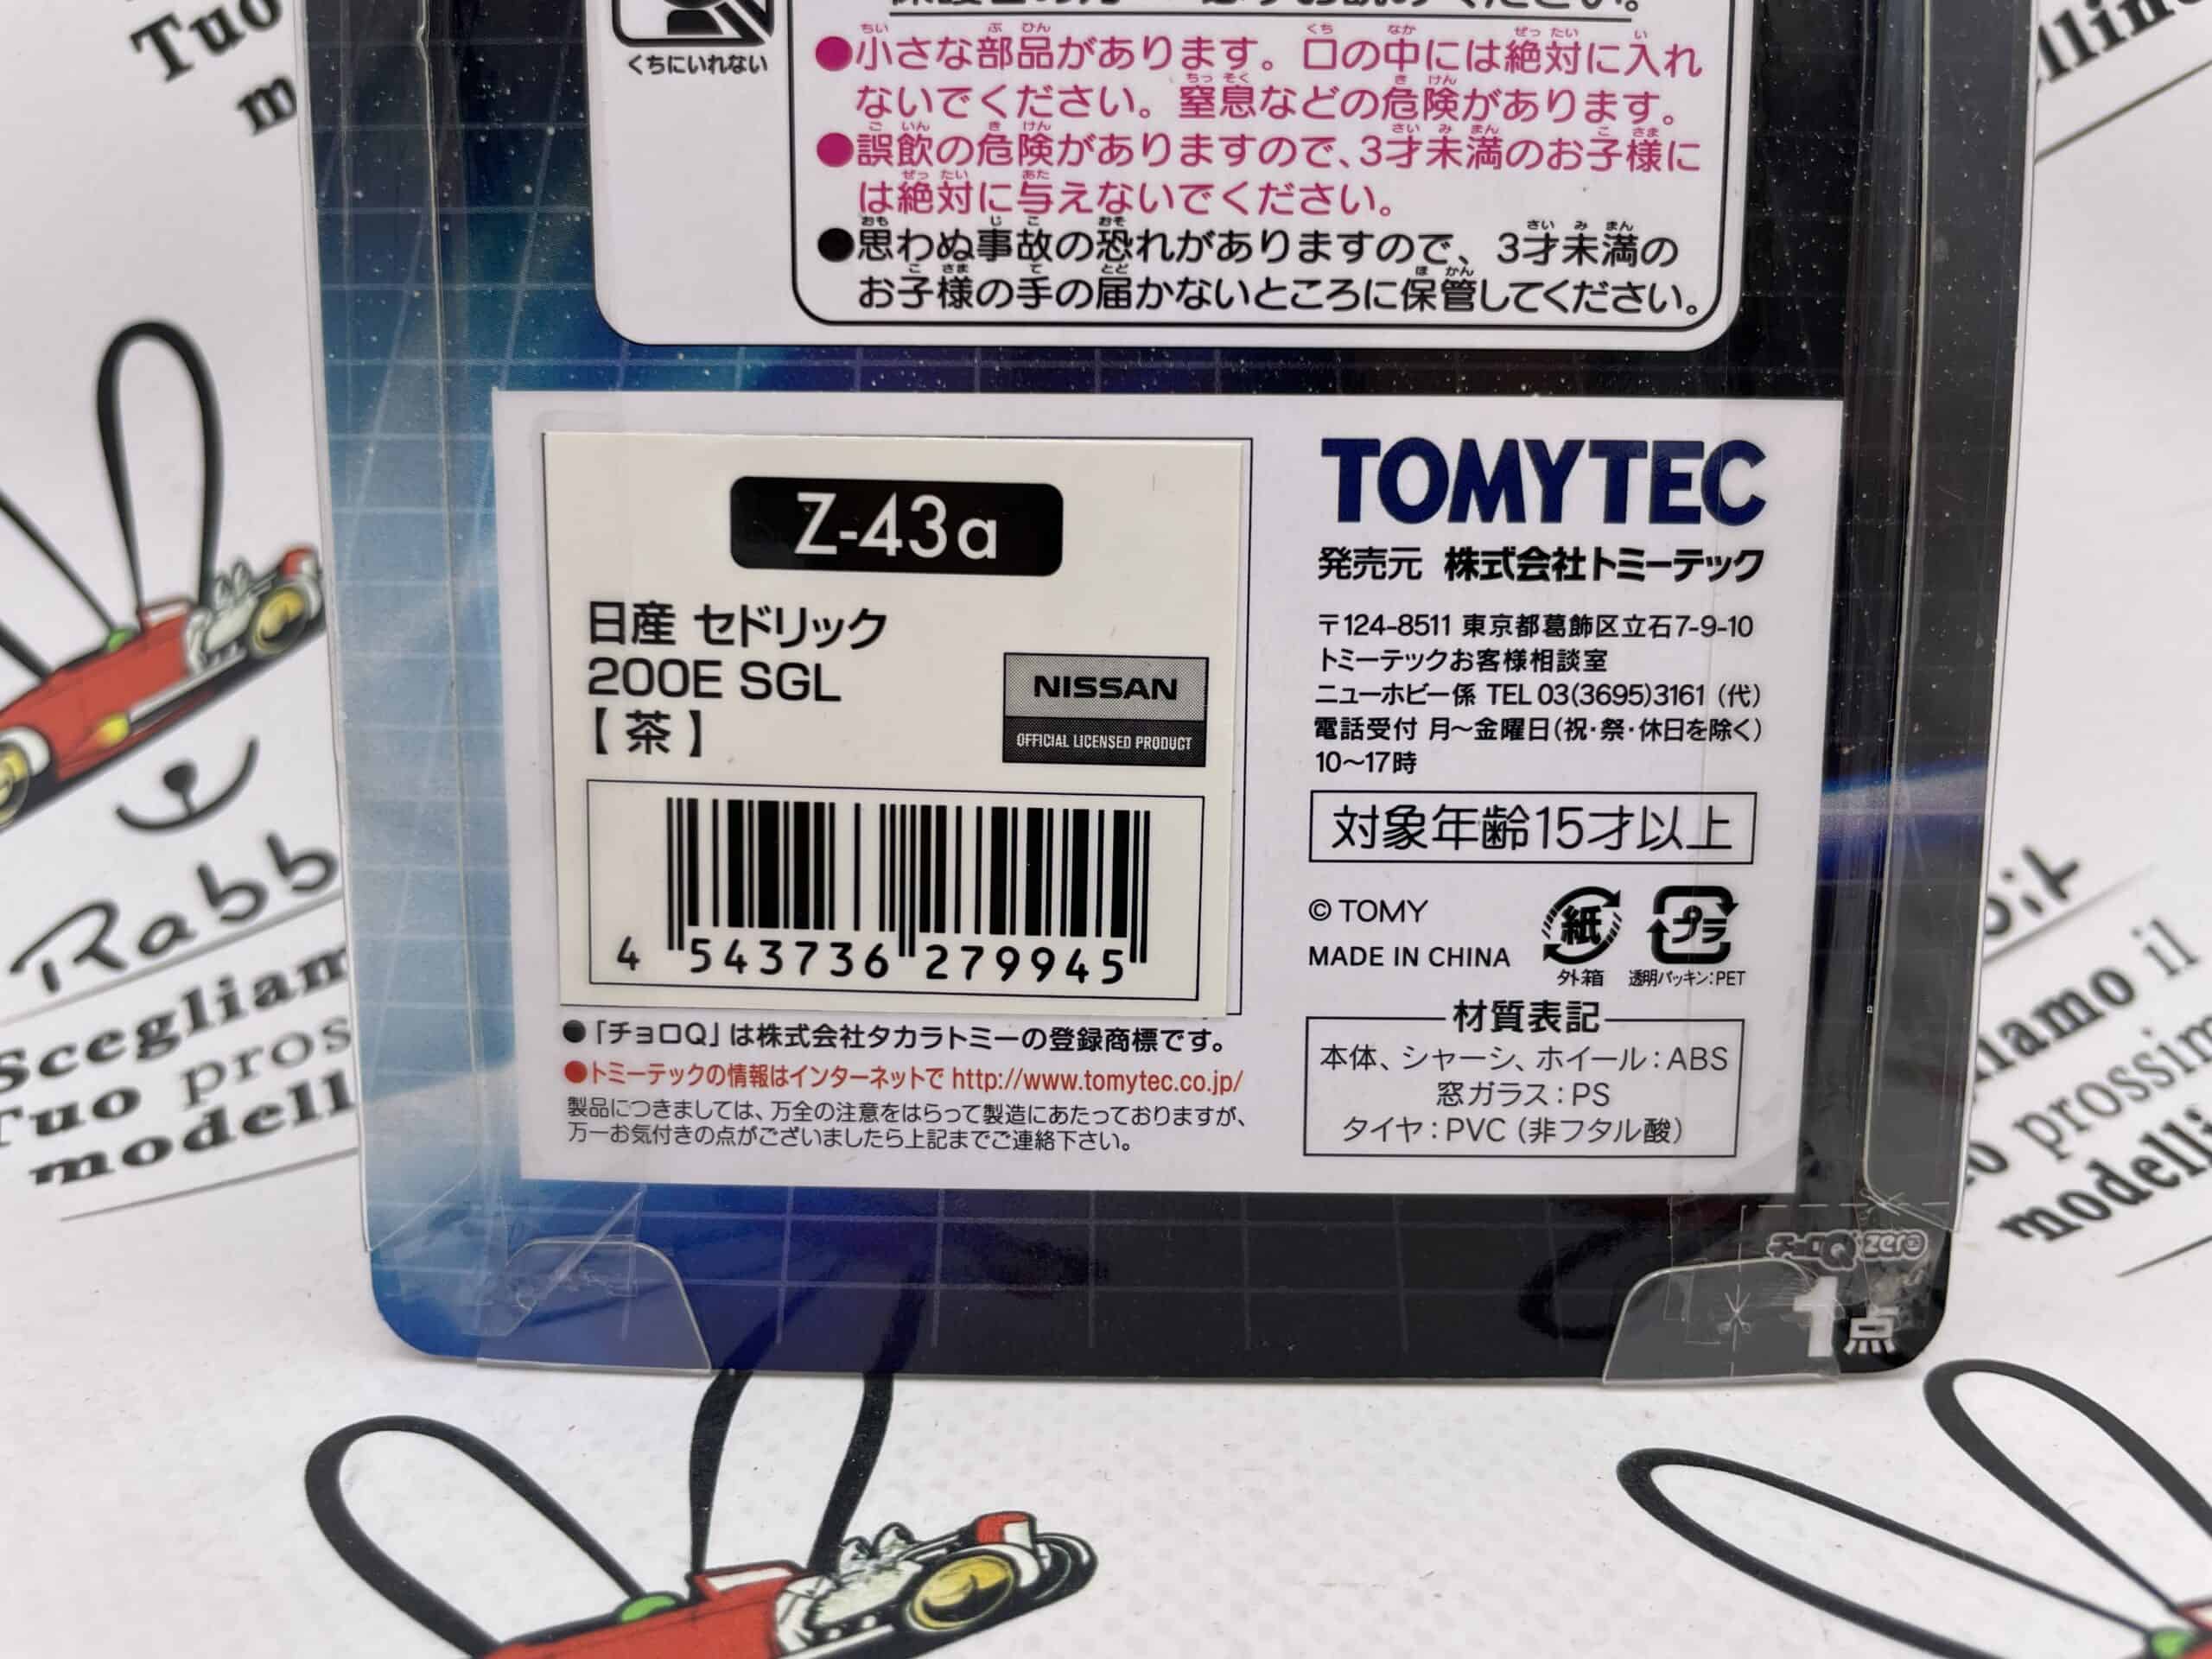 くちにいれない
●小さな部品があります。口の中には絶対に入れ
ないでください。窒息などの危険があります。
●誤飲の危険がありますので、3才未満のお子様に
は絶対に与えないでください。
●思わぬ事故の恐れがありますので、3才未満の
お子様の手の届かないところに保管してください。
Z-43a
日産 セドリック
200E SGL
【茶】
NISSAN
OFFICIAL LICENSED PRODUCT
4 543736 279945
●「チョロQ」は株式会社タカラトミーの登録商標です。
●トミーテックの情報はインターネットで http://www.tomytec.co.jp/
製品につきましては、万全の注意をはらって製造にあたっておりますが、
万一お気付きの点がございましたら上記までご連絡下さい。
TOMYTEC
発売元 株式会社トミーテック
〒124-8511 東京都葛飾区立石7-9-10
トミーテックお客様相談室
ニューホビー係 TEL 03(3695)3161 (代)
電話受付 月～金曜日(祝・祭・休日を除く)
10～17時
対象年齢15才以上
© TOMY
MADE IN CHINA
紙
外箱
プラ
透明パッキン:PET
材質表記
本体、シャーシ、ホイール:ABS
窓ガラス:PS
タイヤ:PVC (非フタル酸)
チョロQ zero
1点
Tuo
Rabb
Scegliam
Tuo pros
modell
bit
iamo il
prossim
modelli